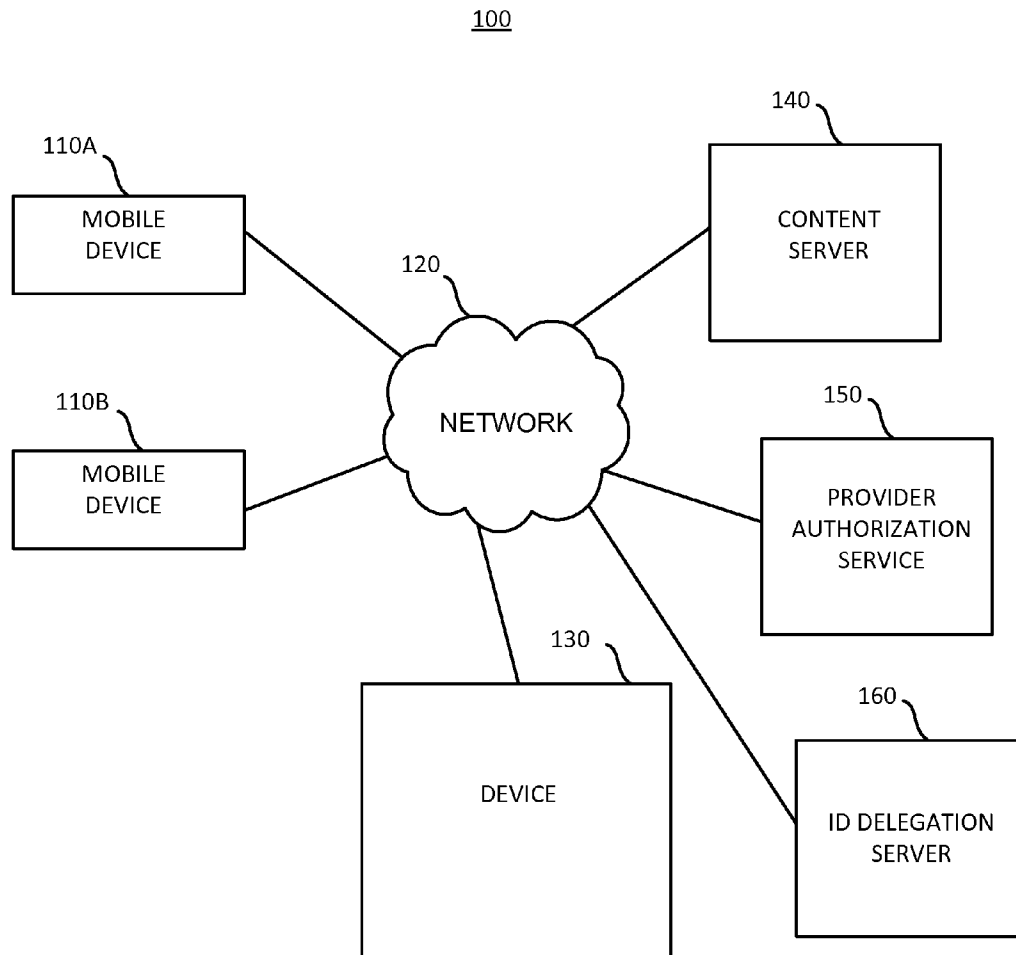 100
140
110A
MOBILE
DEVICE
CONTENT
SERVER
120
110B
MOBILE
DEVICE
NETWORK
150
PROVIDER
AUTHORIZATION
SERVICE
130
DEVICE
160
ID DELEGATION
SERVER